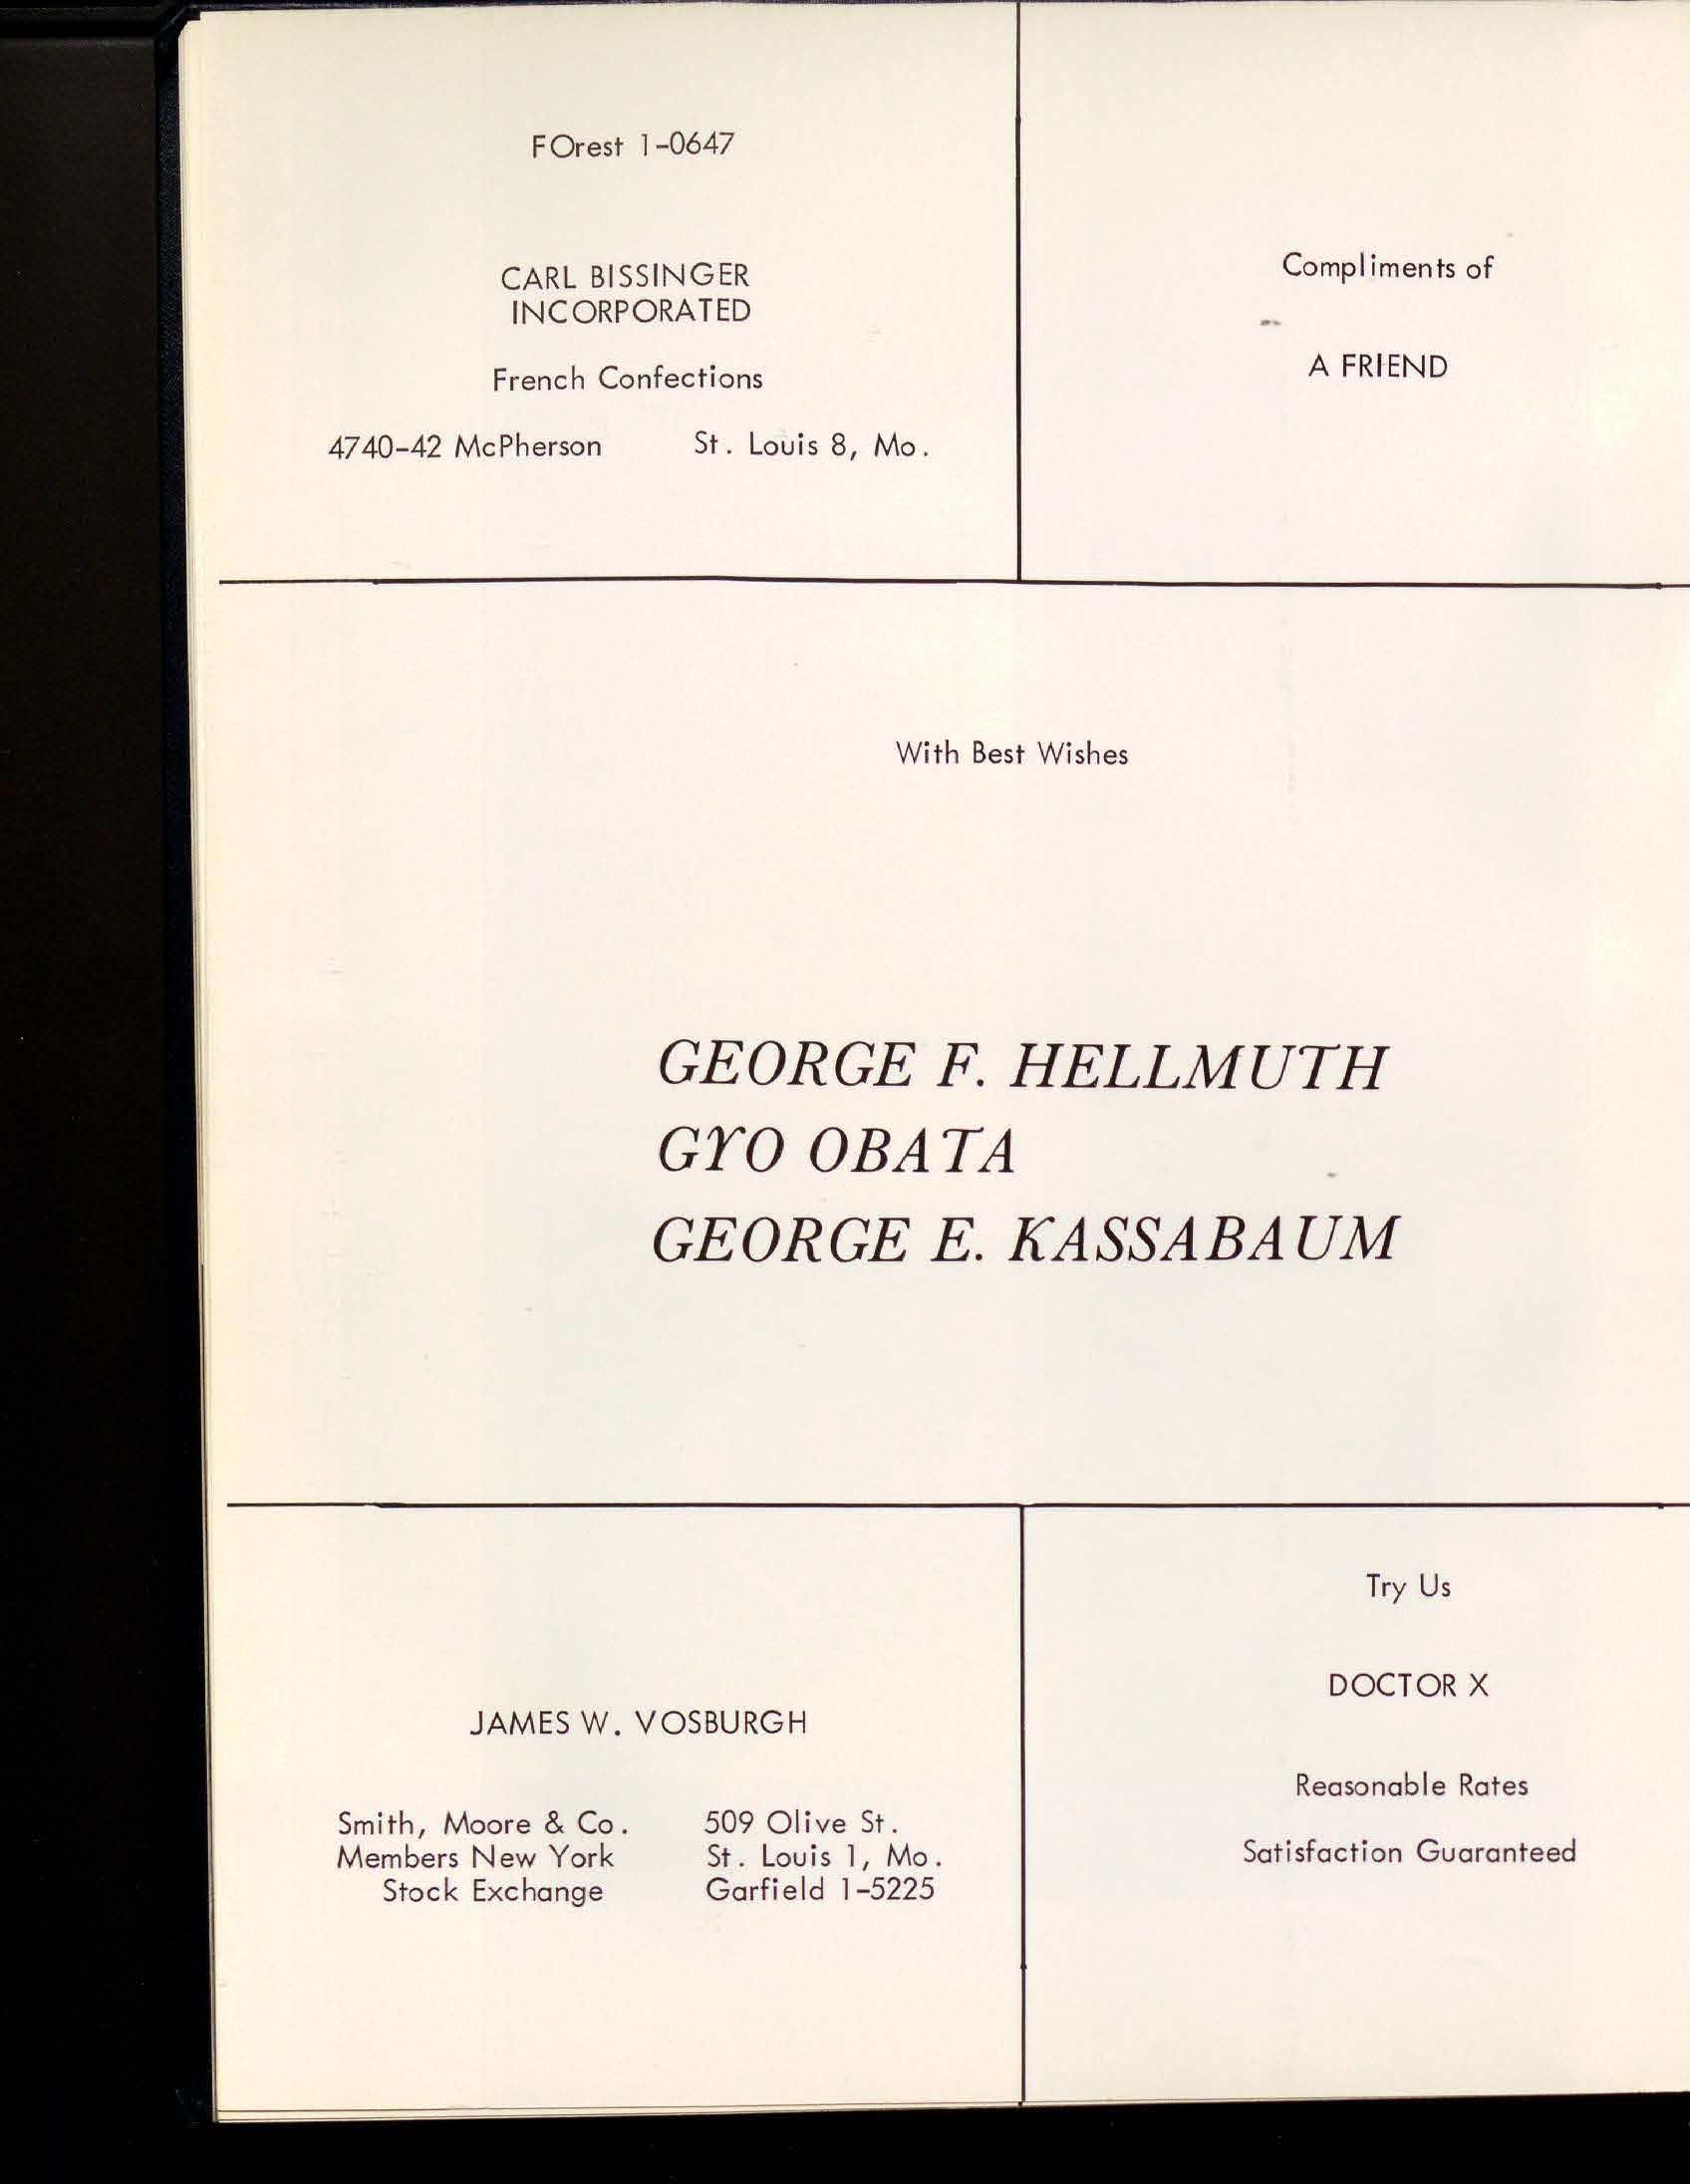 FOrest 1-0647
CARL BISSINGER
INCORPORATED
French Confections
4740-42 McPherson St. Louis 8, Mo.
Compliments of
A FRIEND
With Best Wishes
GEORGE F. HELLMUTH
GYO OBATA
GEORGE E. KASSABAUM
JAMES W. VOSBURGH
Smith, Moore & Co. 509 Olive St.
Members New York St. Louis 1, Mo.
Stock Exchange Garfield 1-5225
Try Us
DOCTOR X
Reasonable Rates
Satisfaction Guaranteed